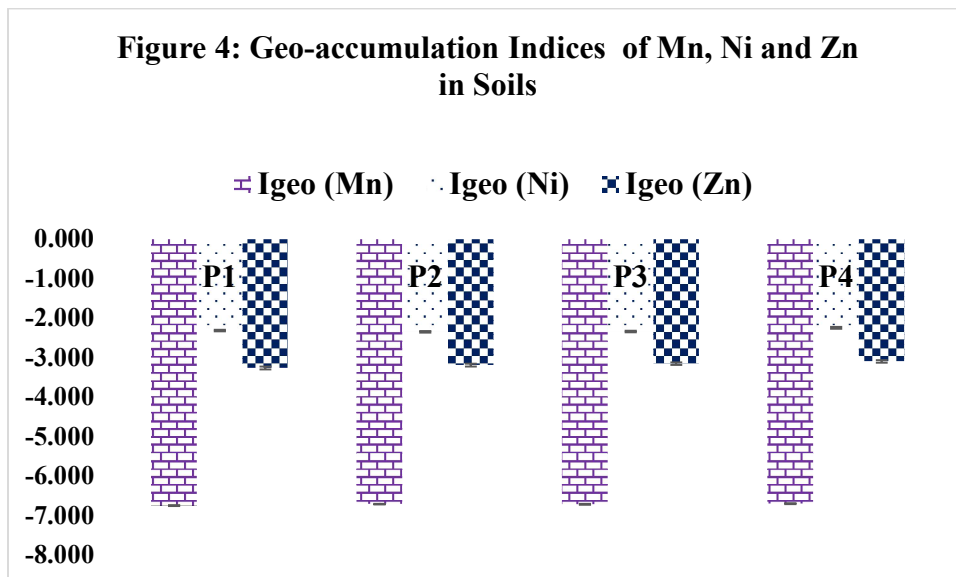 Figure 4: Geo-accumulation Indices of Mn, Ni and Zn
in Soils
Igeo (Mn) Igeo (Ni) Igeo (Zn)
0.000
-1.000
-2.000
-3.000
-4.000
-5.000
-6.000
-7.000
-8.000
P1 P2 P3 P4